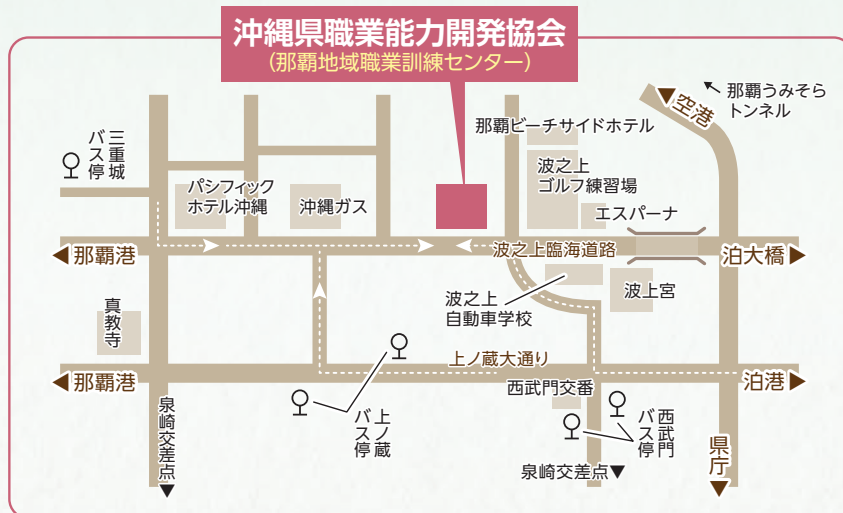 沖縄県職業能力開発協会
(那覇地域職業訓練センター)
那覇うみそら
トンネル
▼空港
那覇ビーチサイドホテル
三重城
バス停
波之上
ゴルフ練習場
パシフィック
ホテル沖縄
沖縄ガス
エスパーナ
◀那覇港
波之上臨海道路
泊大橋▶
波之上
自動車学校
波上宮
真教寺
上ノ蔵大通り
◀那覇港
泊港▶
西武門交番
泉崎交差点▼
上ノ蔵
バス停
西武門
バス停
県庁▼
泉崎交差点▼